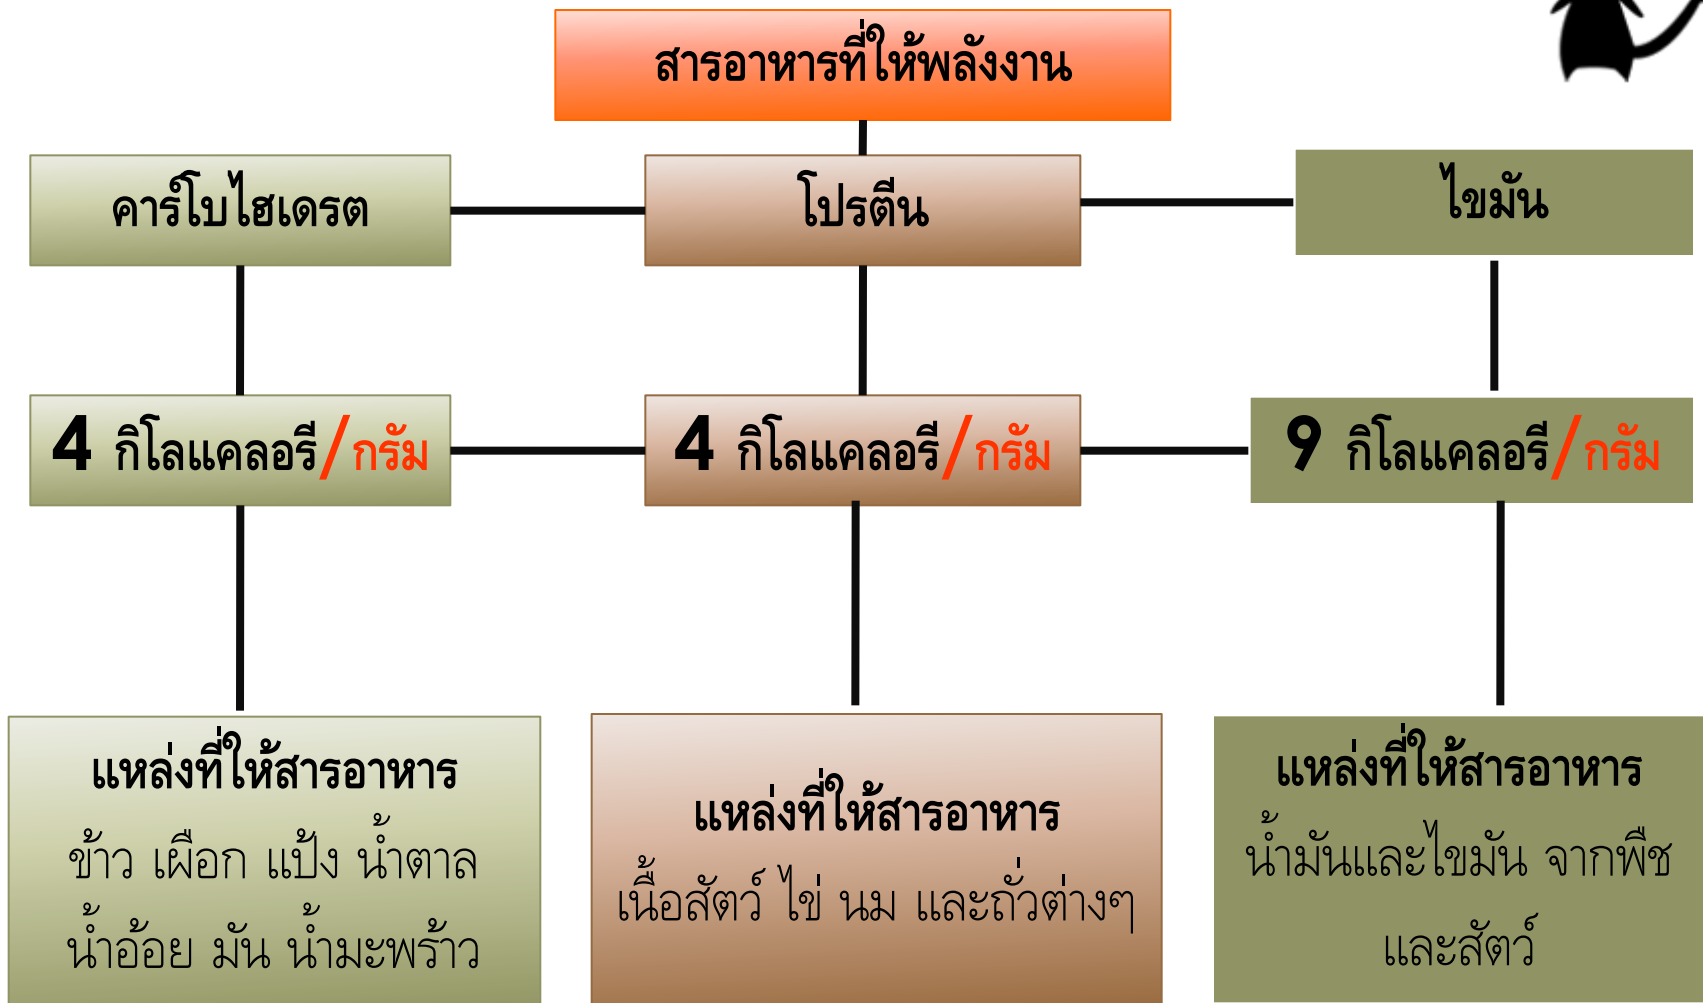 สารอาหารที่ให้พลังงาน
คาร์โบไฮเดรต
โปรตีน
ไขมัน
4 กิโลแคลอรี/กรัม
4 กิโลแคลอรี/กรัม
9 กิโลแคลอรี/กรัม
แหล่งที่ให้สารอาหาร
ข้าว เผือก แป้ง น้ำตาล
น้ำอ้อย มัน น้ำมะพร้าว
แหล่งที่ให้สารอาหาร
เนื้อสัตว์ ไข่ นม และถั่วต่างๆ
แหล่งที่ให้สารอาหาร
น้ำมันและไขมัน จากพืช
และสัตว์